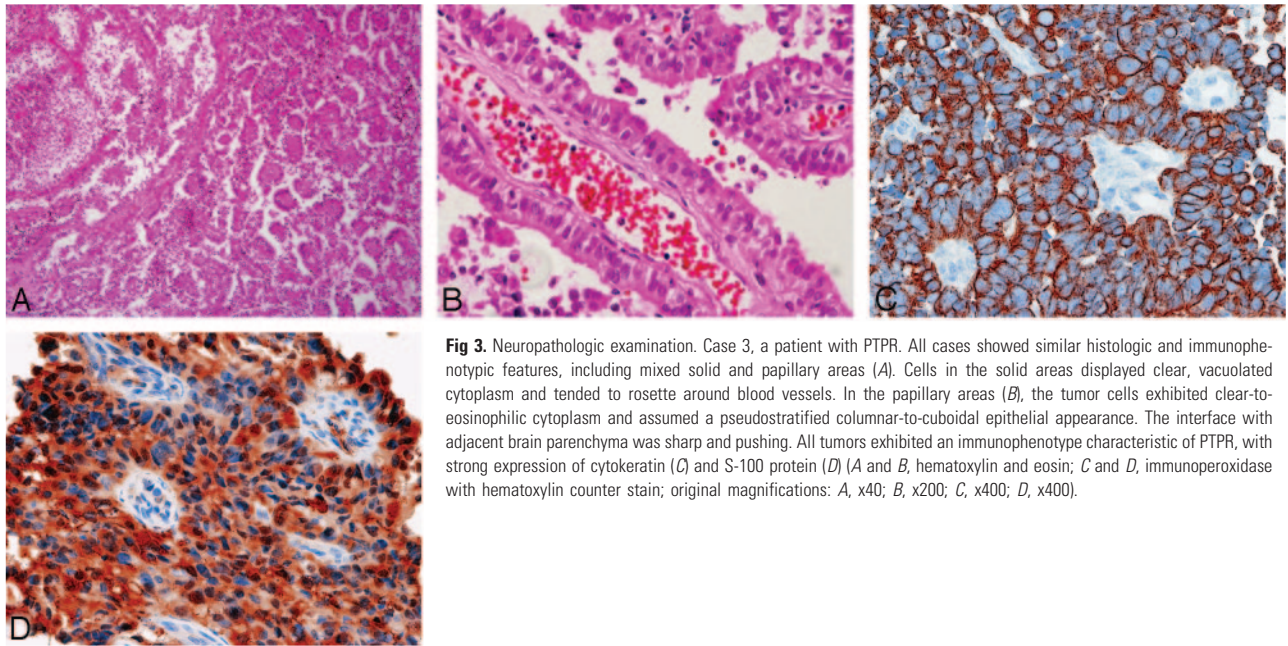 A
B
C
D
Fig 3. Neuropathologic examination. Case 3, a patient with PTPR. All cases showed similar histologic and immunophe-
notypic features, including mixed solid and papillary areas (A). Cells in the solid areas displayed clear, vacuolated
cytoplasm and tended to rosette around blood vessels. In the papillary areas (B), the tumor cells exhibited clear-to-
eosinophilic cytoplasm and assumed a pseudostratified columnar-to-cuboidal epithelial appearance. The interface with
adjacent brain parenchyma was sharp and pushing. All tumors exhibited an immunophenotype characteristic of PTPR, with
strong expression of cytokeratin (C) and S-100 protein (D) (A and B, hematoxylin and eosin; C and D, immunoperoxidase
with hematoxylin counter stain; original magnifications: A, x40; B, x200; C, x400; D, x400).